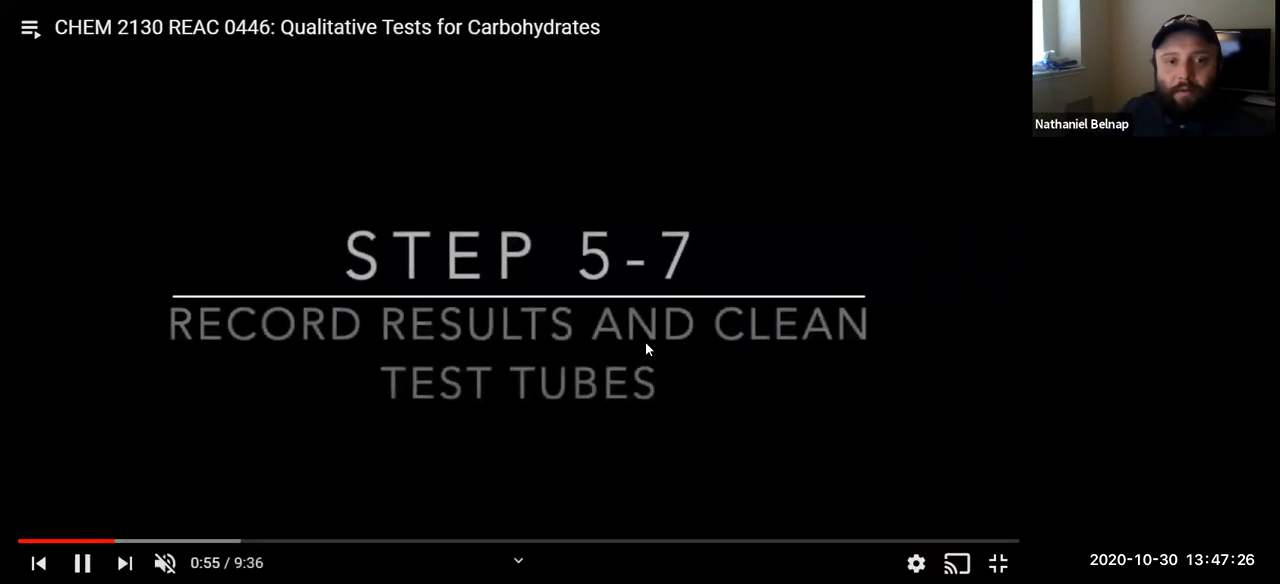 CHEM 2130 REAC 0446: Qualitative Tests for Carbohydrates
Nathaniel Belnap
STEP 5-7
RECORD RESULTS AND CLEAN
TEST TUBES
0:55 / 9:36
2020-10-30 13:47:26